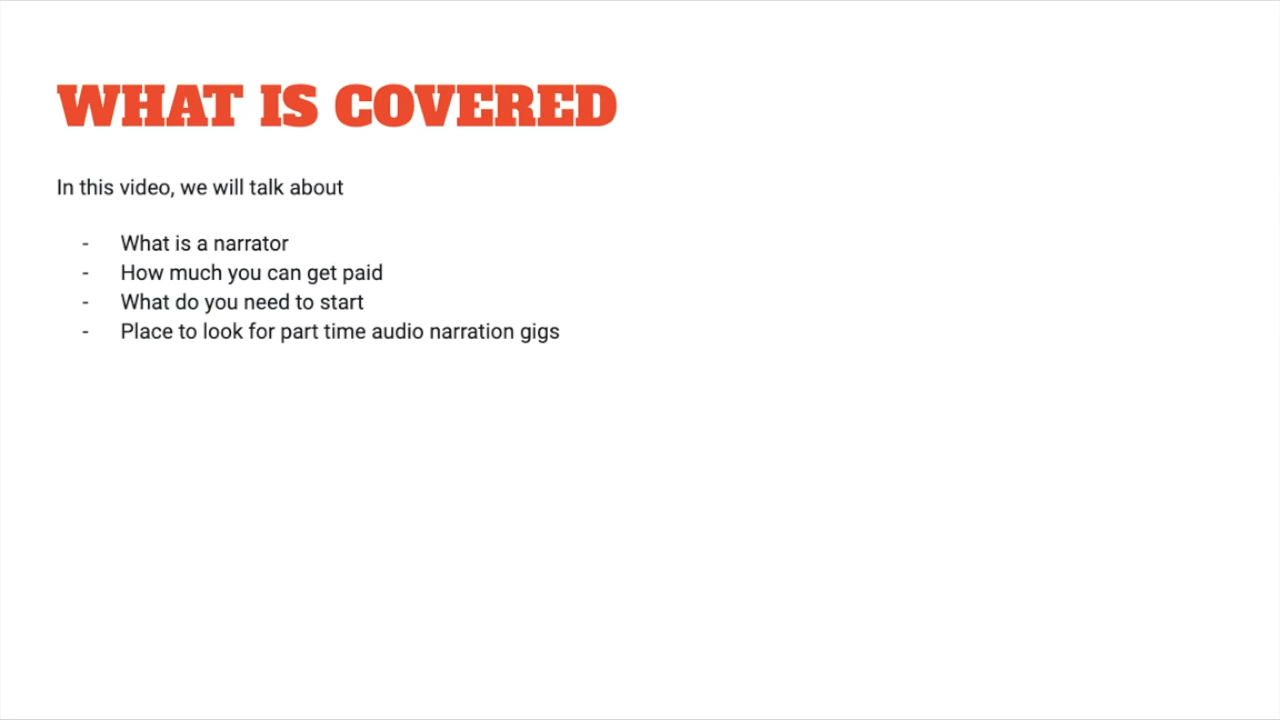 WHAT IS COVERED
In this video, we will talk about
- What is a narrator
- How much you can get paid
- What do you need to start
- Place to look for part time audio narration gigs